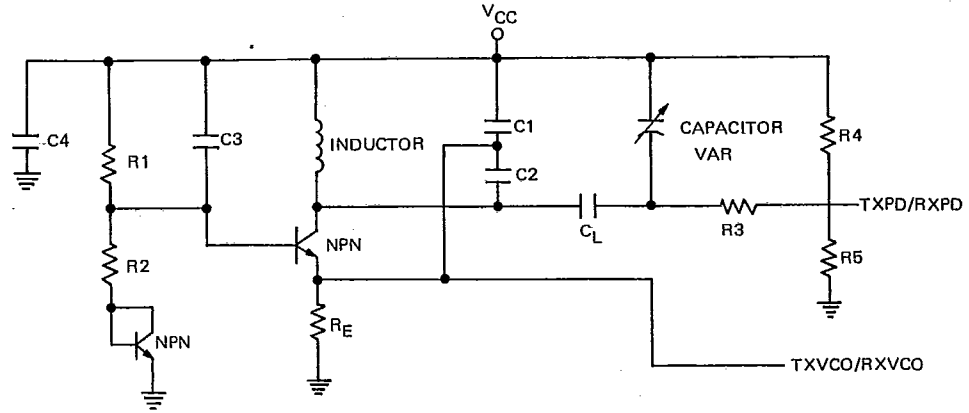 VCC
C4
R1
C3
INDUCTOR
C1
C2
CAPACITOR
VAR
R4
R2
NPN
CL
R3
TXPD/RXPD
R5
NPN
RE
TXVCO/RXVCO